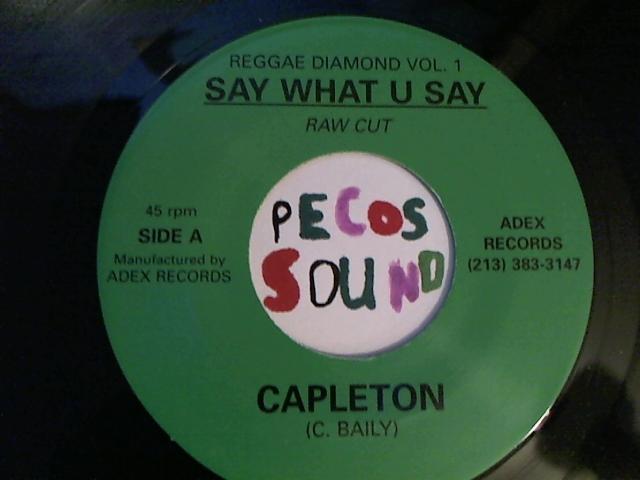 REGGAE DIAMOND VOL. 1
SAY WHAT U SAY
RAW CUT
45 rpm
SIDE A
Manufactured by
ADEX RECORDS
PECOS
SOUND
ADEX
RECORDS
(213) 383-3147
CAPLETON
(C. BAILY)